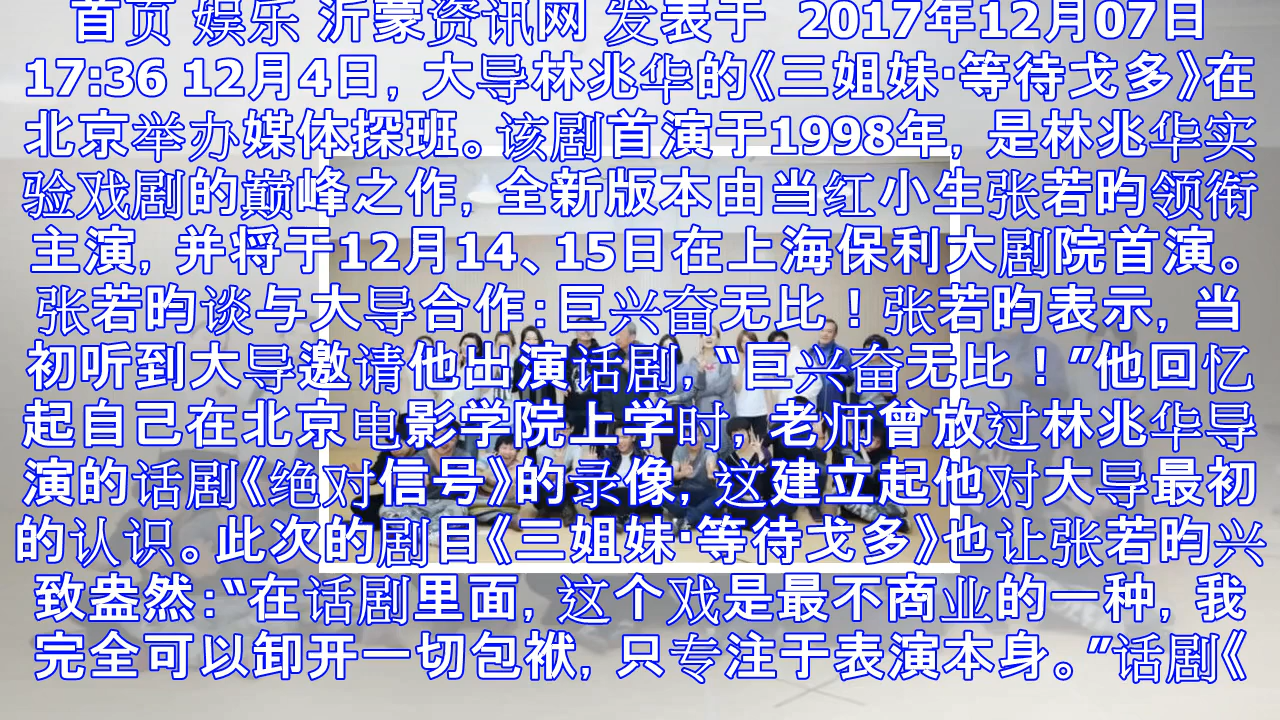 首页 娱乐 沂蒙资讯网 发表于 2017年12月07日
17:36 12月4日，大导林兆华的《三姐妹·等待戈多》在
北京举办媒体探班。该剧首演于1998年，是林兆华实
验戏剧的巅峰之作，全新版本由当红小生张若昀领衔
主演，并将于12月14、15日在上海保利大剧院首演。
张若昀谈与大导合作：巨兴奋无比！张若昀表示，当
初听到大导邀请他出演话剧，“巨兴奋无比！”他回忆
起自己在北京电影学院上学时，老师曾放过林兆华导
演的话剧《绝对信号》的录像，这建立起他对大导最初
的认识。此次的剧目《三姐妹·等待戈多》也让张若昀兴
致盎然：“在话剧里面，这个戏是最不商业的一种，我
完全可以卸开一切包袱，只专注于表演本身。”话剧《